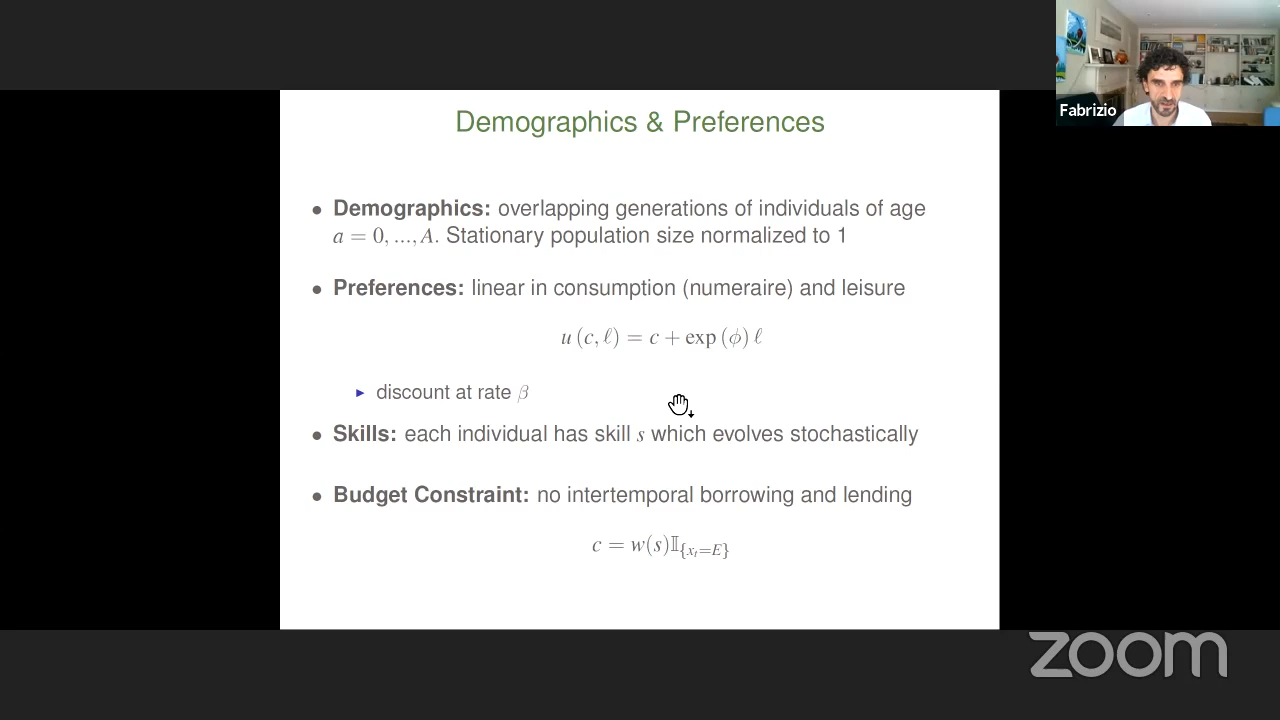 Fabrizio
Demographics & Preferences
• Demographics: overlapping generations of individuals of age
a = 0, ..., A. Stationary population size normalized to 1
• Preferences: linear in consumption (numeraire) and leisure
u (c, ℓ) = c + exp (ϕ) ℓ
▸ discount at rate β
• Skills: each individual has skill s which evolves stochastically
• Budget Constraint: no intertemporal borrowing and lending
c = w(s)𝕀_{x_t=E}
zoom